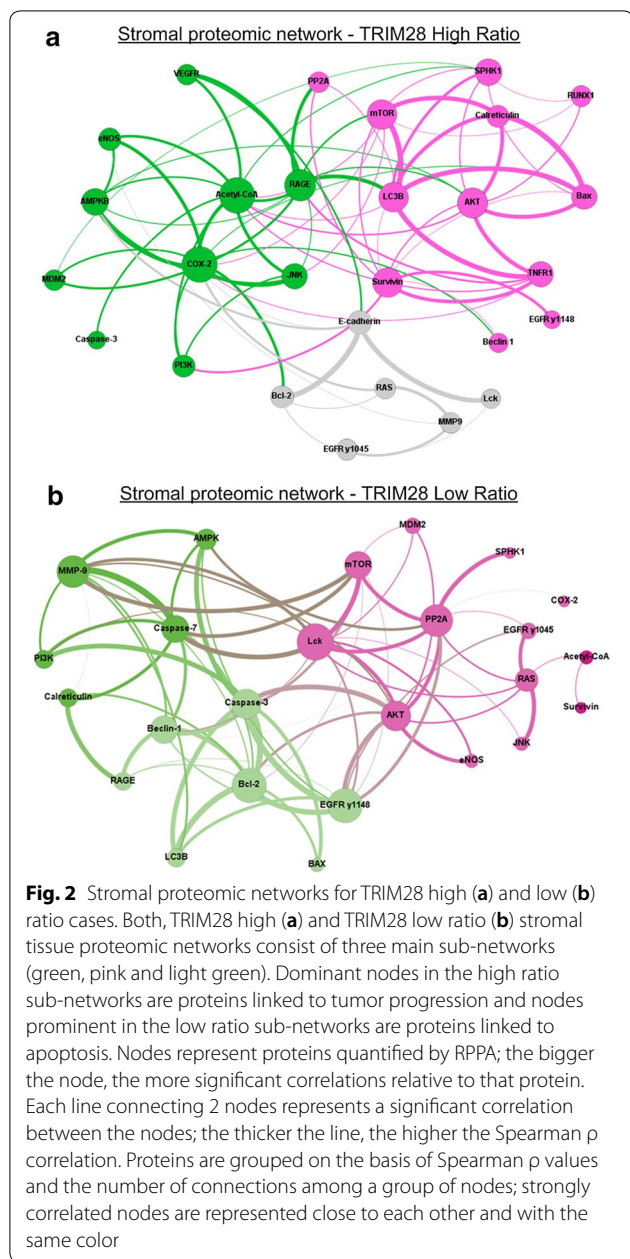 a
Stromal proteomic network - TRIM28 High Ratio
VEGFR
PP2A
SPHK1
RUNX1
mTOR
Calreticulin
eNOS
Acetyl-CoA
RAGE
AMPKB
LC3B
AKT
Bax
COX-2
MDM2
JNK
Survivin
TNFR1
E-cadherin
EGFR y1148
Caspase-3
Beclin 1
PI3K
Bcl-2
RAS
Lck
MMP9
EGFR y1045
b
Stromal proteomic network - TRIM28 Low Ratio
AMPK
MDM2
MMP-9
mTOR
SPHK1
Caspase-7
PP2A
COX-2
Lck
EGFR y1045
PI3K
Acetyl-CoA
RAS
Calreticulin
Caspase-3
Survivin
Beclin-1
AKT
JNK
eNOS
RAGE
Bcl-2
EGFR y1148
LC3B
BAX
Fig. 2 Stromal proteomic networks for TRIM28 high (a) and low (b)
ratio cases. Both, TRIM28 high (a) and TRIM28 low ratio (b) stromal
tissue proteomic networks consist of three main sub-networks
(green, pink and light green). Dominant nodes in the high ratio
sub-networks are proteins linked to tumor progression and nodes
prominent in the low ratio sub-networks are proteins linked to
apoptosis. Nodes represent proteins quantified by RPPA; the bigger
the node, the more significant correlations relative to that protein.
Each line connecting 2 nodes represents a significant correlation
between the nodes; the thicker the line, the higher the Spearman ρ
correlation. Proteins are grouped on the basis of Spearman ρ values
and the number of connections among a group of nodes; strongly
correlated nodes are represented close to each other and with the
same color